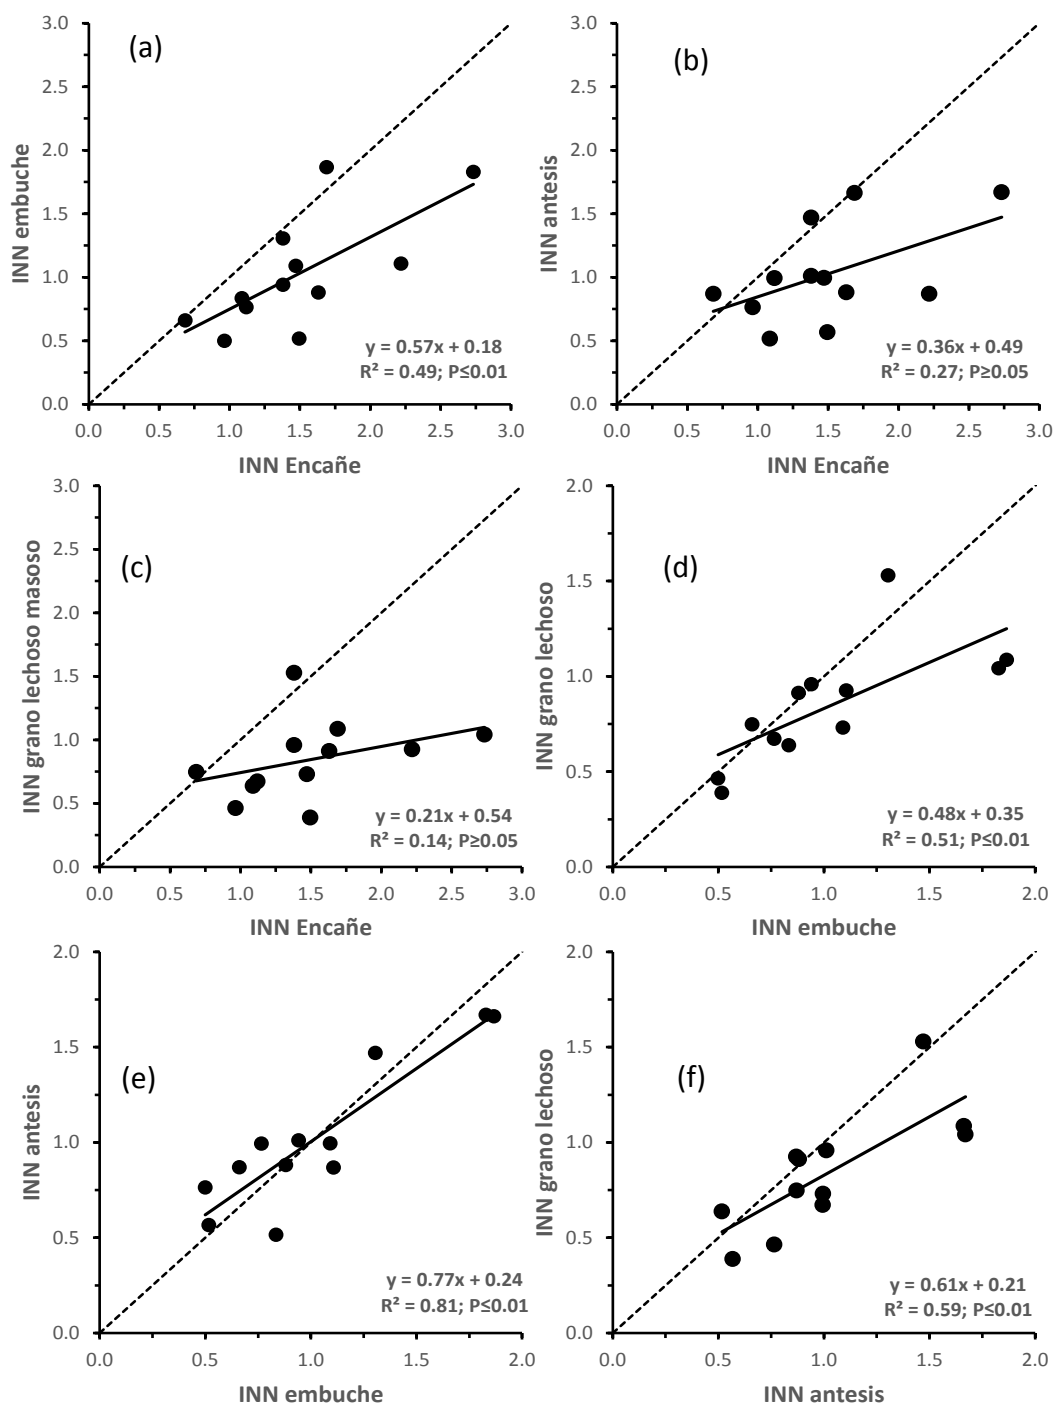 (a)
INN embuche
3.0
2.5
2.0
1.5
1.0
0.5
0.0
y = 0.57x + 0.18
R² = 0.49; P≤0.01
0.0 0.5 1.0 1.5 2.0 2.5 3.0
INN Encañe
(b)
INN antesis
3.0
2.5
2.0
1.5
1.0
0.5
0.0
y = 0.36x + 0.49
R² = 0.27; P≥0.05
0.0 0.5 1.0 1.5 2.0 2.5 3.0
INN Encañe
(c)
INN grano lechoso masoso
3.0
2.5
2.0
1.5
1.0
0.5
0.0
y = 0.21x + 0.54
R² = 0.14; P≥0.05
0.0 0.5 1.0 1.5 2.0 2.5 3.0
INN Encañe
(d)
INN grano lechoso
2.0
1.5
1.0
0.5
0.0
y = 0.48x + 0.35
R² = 0.51; P≤0.01
0.0 0.5 1.0 1.5 2.0
INN embuche
(e)
INN antesis
2.0
1.5
1.0
0.5
0.0
y = 0.77x + 0.24
R² = 0.81; P≤0.01
0.0 0.5 1.0 1.5 2.0
INN embuche
(f)
INN grano lechoso
2.0
1.5
1.0
0.5
0.0
y = 0.61x + 0.21
R² = 0.59; P≤0.01
0.0 0.5 1.0 1.5 2.0
INN antesis